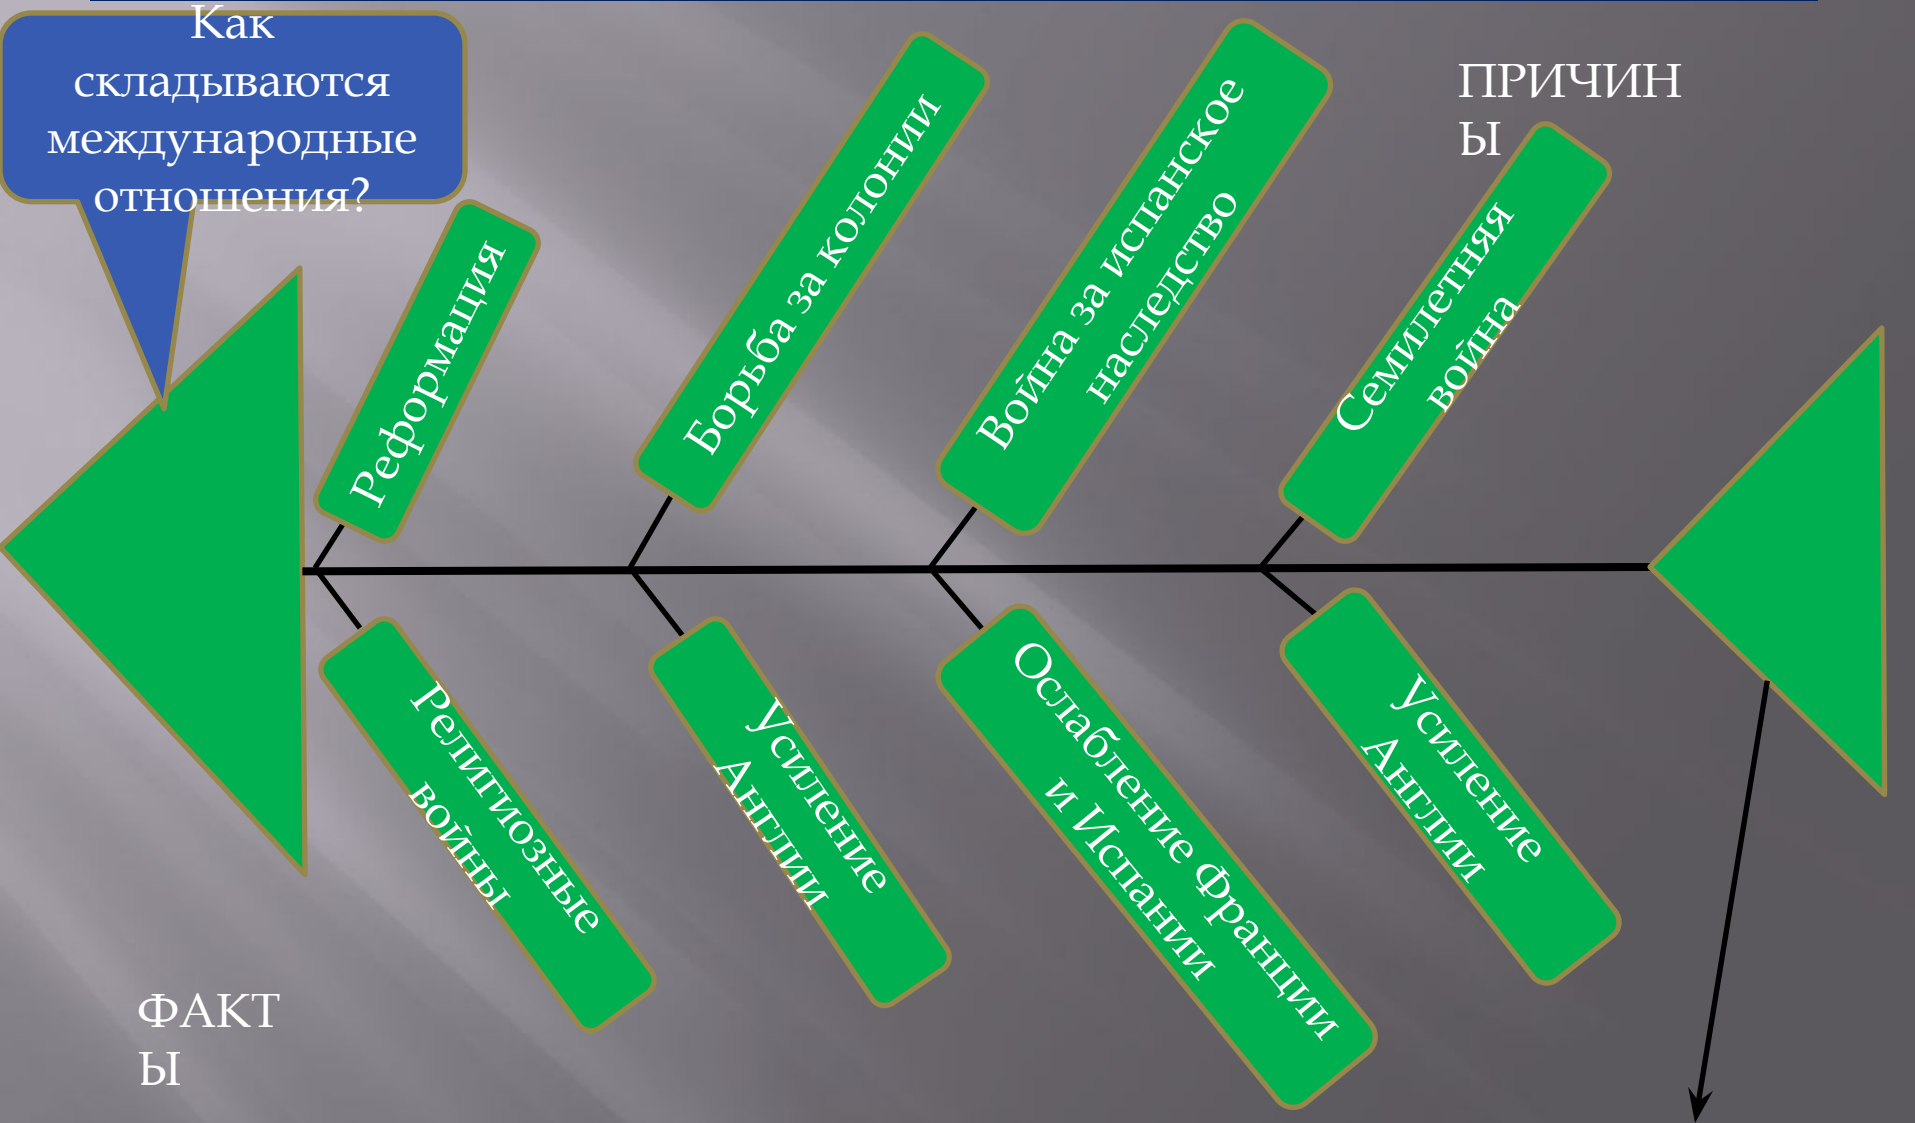 Как
складываются
международные
отношения?
ПРИЧИН
Ы
Реформация
Борьба за колонии
Война за испанское
наследство
Семилетняя
война
Религиозные
войны
Усиление
Англии
Ослабление Франции
и Испании
Усиление
Англии
ФАКТ
Ы